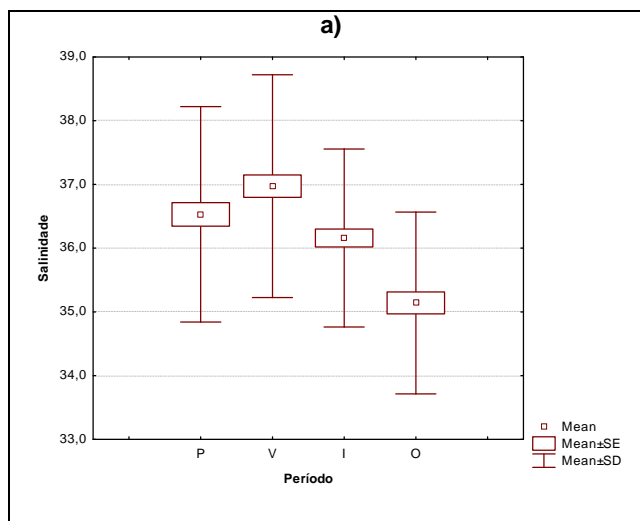 a)
39,0
38,0
37,0
36,0
35,0
34,0
33,0
Salinidade
P V I O
Período
Mean
Mean±SE
Mean±SD